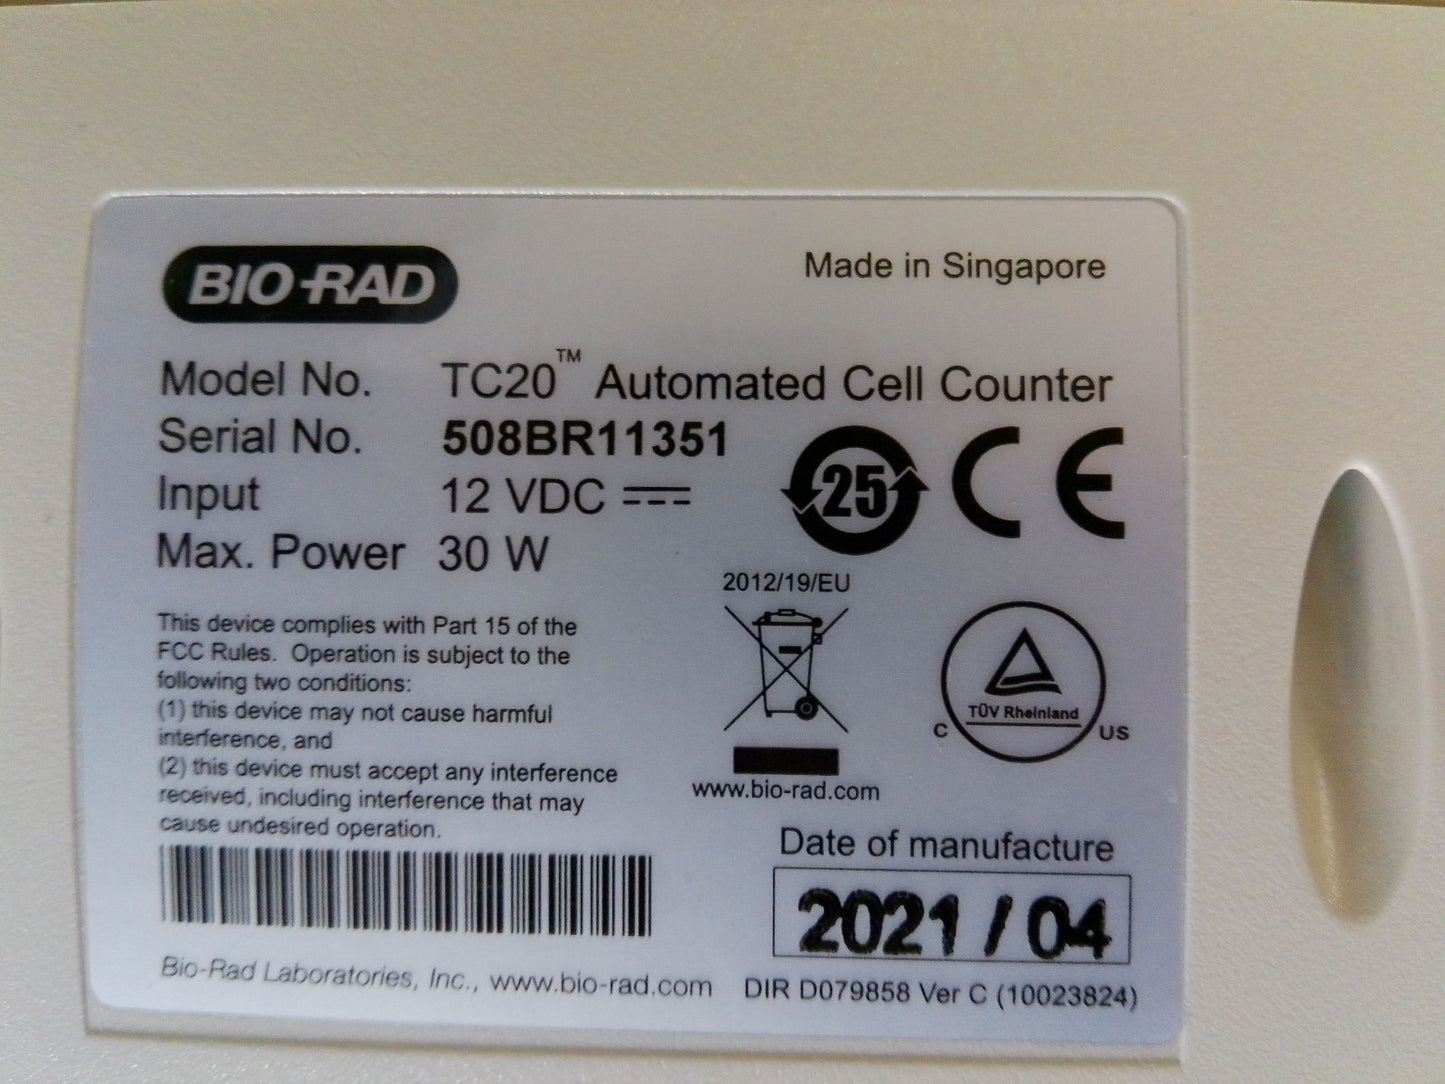 BIO-RAD
Made in Singapore
Model No. TC20™ Automated Cell Counter
Serial No. 508BR11351
Input 12 VDC
Max. Power 30 W
25
CE
2012/19/EU
This device complies with Part 15 of the
FCC Rules. Operation is subject to the
following two conditions:
(1) this device may not cause harmful
interference, and
(2) this device must accept any interference
received, including interference that may
cause undesired operation.
TÜV Rheinland
C US
www.bio-rad.com
Date of manufacture
2021 / 04
Bio-Rad Laboratories, Inc., www.bio-rad.com
DIR D079858 Ver C (10023824)